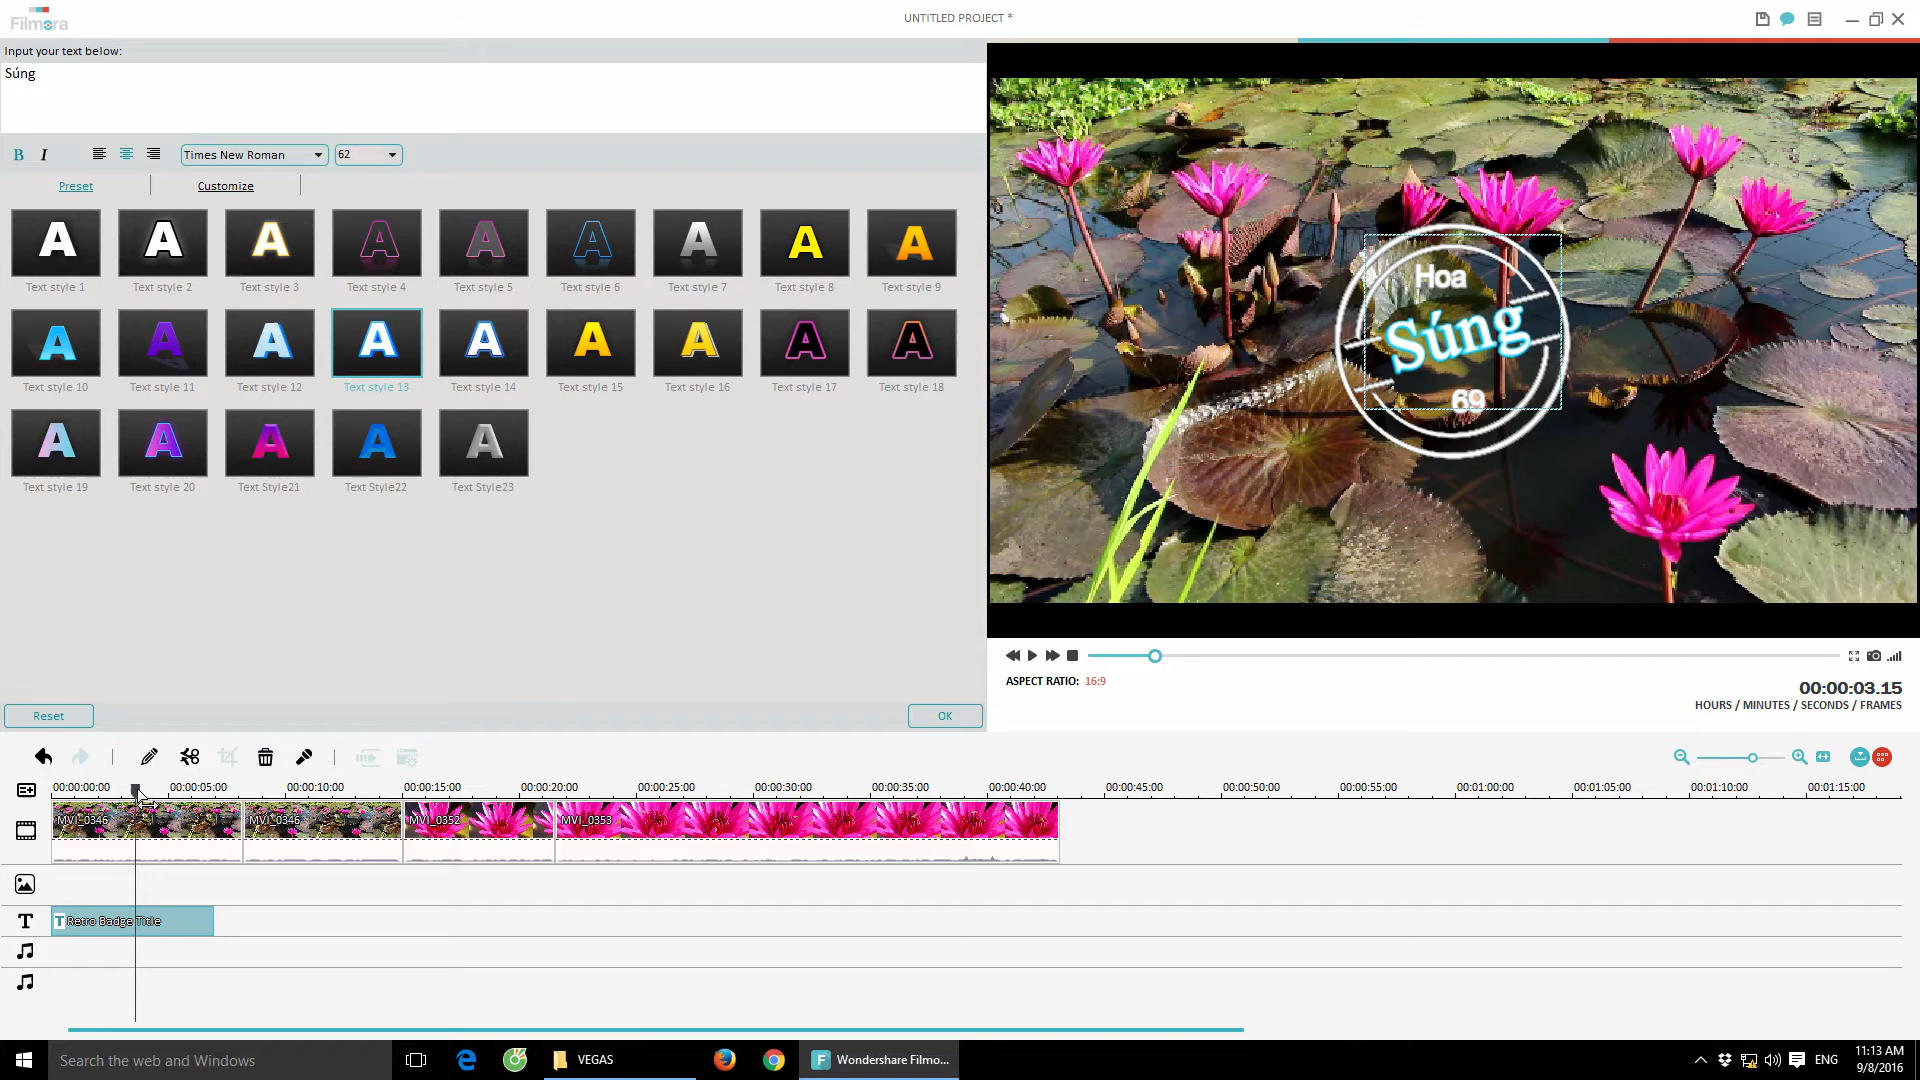 Filmora
UNTITLED PROJECT *
Input your text below:
Súng
B I
Times New Roman
62
Preset
Customize
A A A A A A A A A
Text style 1
Text style 2
Text style 3
Text style 4
Text style 5
Text style 6
Text style 7
Text style 8
Text style 9
A A A A A A A A A
Text style 10
Text style 11
Text style 12
Text style 13
Text style 14
Text style 15
Text style 16
Text style 17
Text style 18
A A A A A
Text style 19
Text style 20
Text Style21
Text Style22
Text Style23
Reset
OK
Hoa
Súng
69
ASPECT RATIO: 16:9
00:00:03.15
HOURS / MINUTES / SECONDS / FRAMES
00:00:00:00
00:00:05:00
00:00:10:00
00:00:15:00
00:00:20:00
00:00:25:00
00:00:30:00
00:00:35:00
00:00:40:00
00:00:45:00
00:00:50:00
00:00:55:00
00:01:00:00
00:01:05:00
00:01:10:00
00:01:15:00
MVI_0346
MVI_0346
MVI_0352
MVI_0353
T
T Retro Badge Title
Search the web and Windows
VEGAS
F Wondershare Filmo...
ENG
11:13 AM
9/8/2016